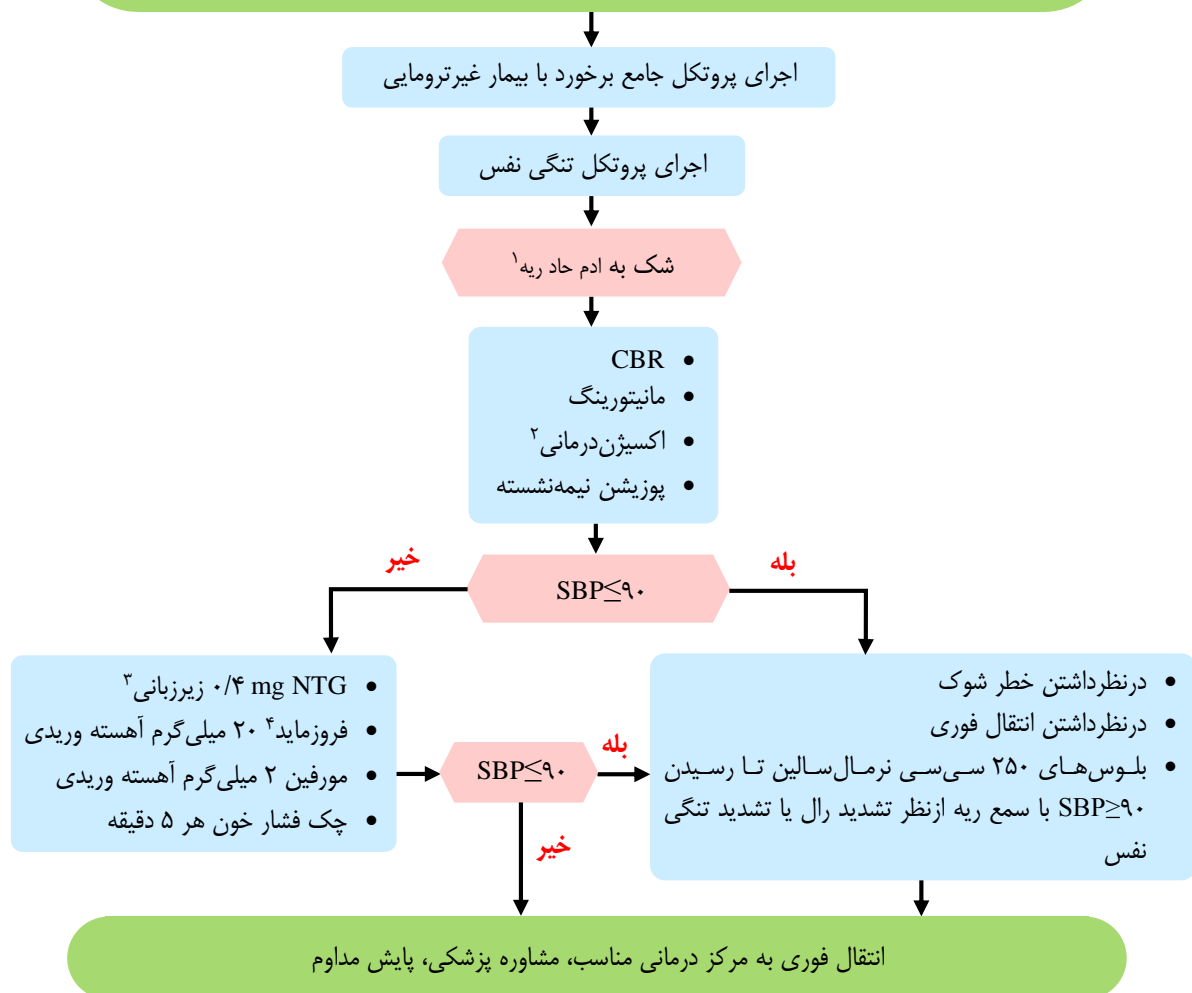 اجرای پروتکل جامع برخورد با بیمار غیرترومایی
اجرای پروتکل تنگی نفس
شک به ادم حاد ریه۱
• CBR
• مانیتورینگ
• اکسیژن‌درمانی۲
• پوزیشن نیمه‌نشسته
بله
خیر
SBP≤۹۰
• درنظرداشتن خطر شوک
• درنظرداشتن انتقال فوری
• بلوس‌های ۲۵۰ سی‌سی نرمال‌سالین تا رسیدن
SBP≥۹۰ با سمع ریه ازنظر تشدید رال یا تشدید تنگی
نفس
• ۰/۴ mg NTG زیرزبانی۳
• فروزماید۴ ۲۰ میلی‌گرم آهسته وریدی
• مورفین ۲ میلی‌گرم آهسته وریدی
• چک فشار خون هر ۵ دقیقه
بله
SBP≤۹۰
خیر
انتقال فوری به مرکز درمانی مناسب، مشاوره پزشکی، پایش مداوم